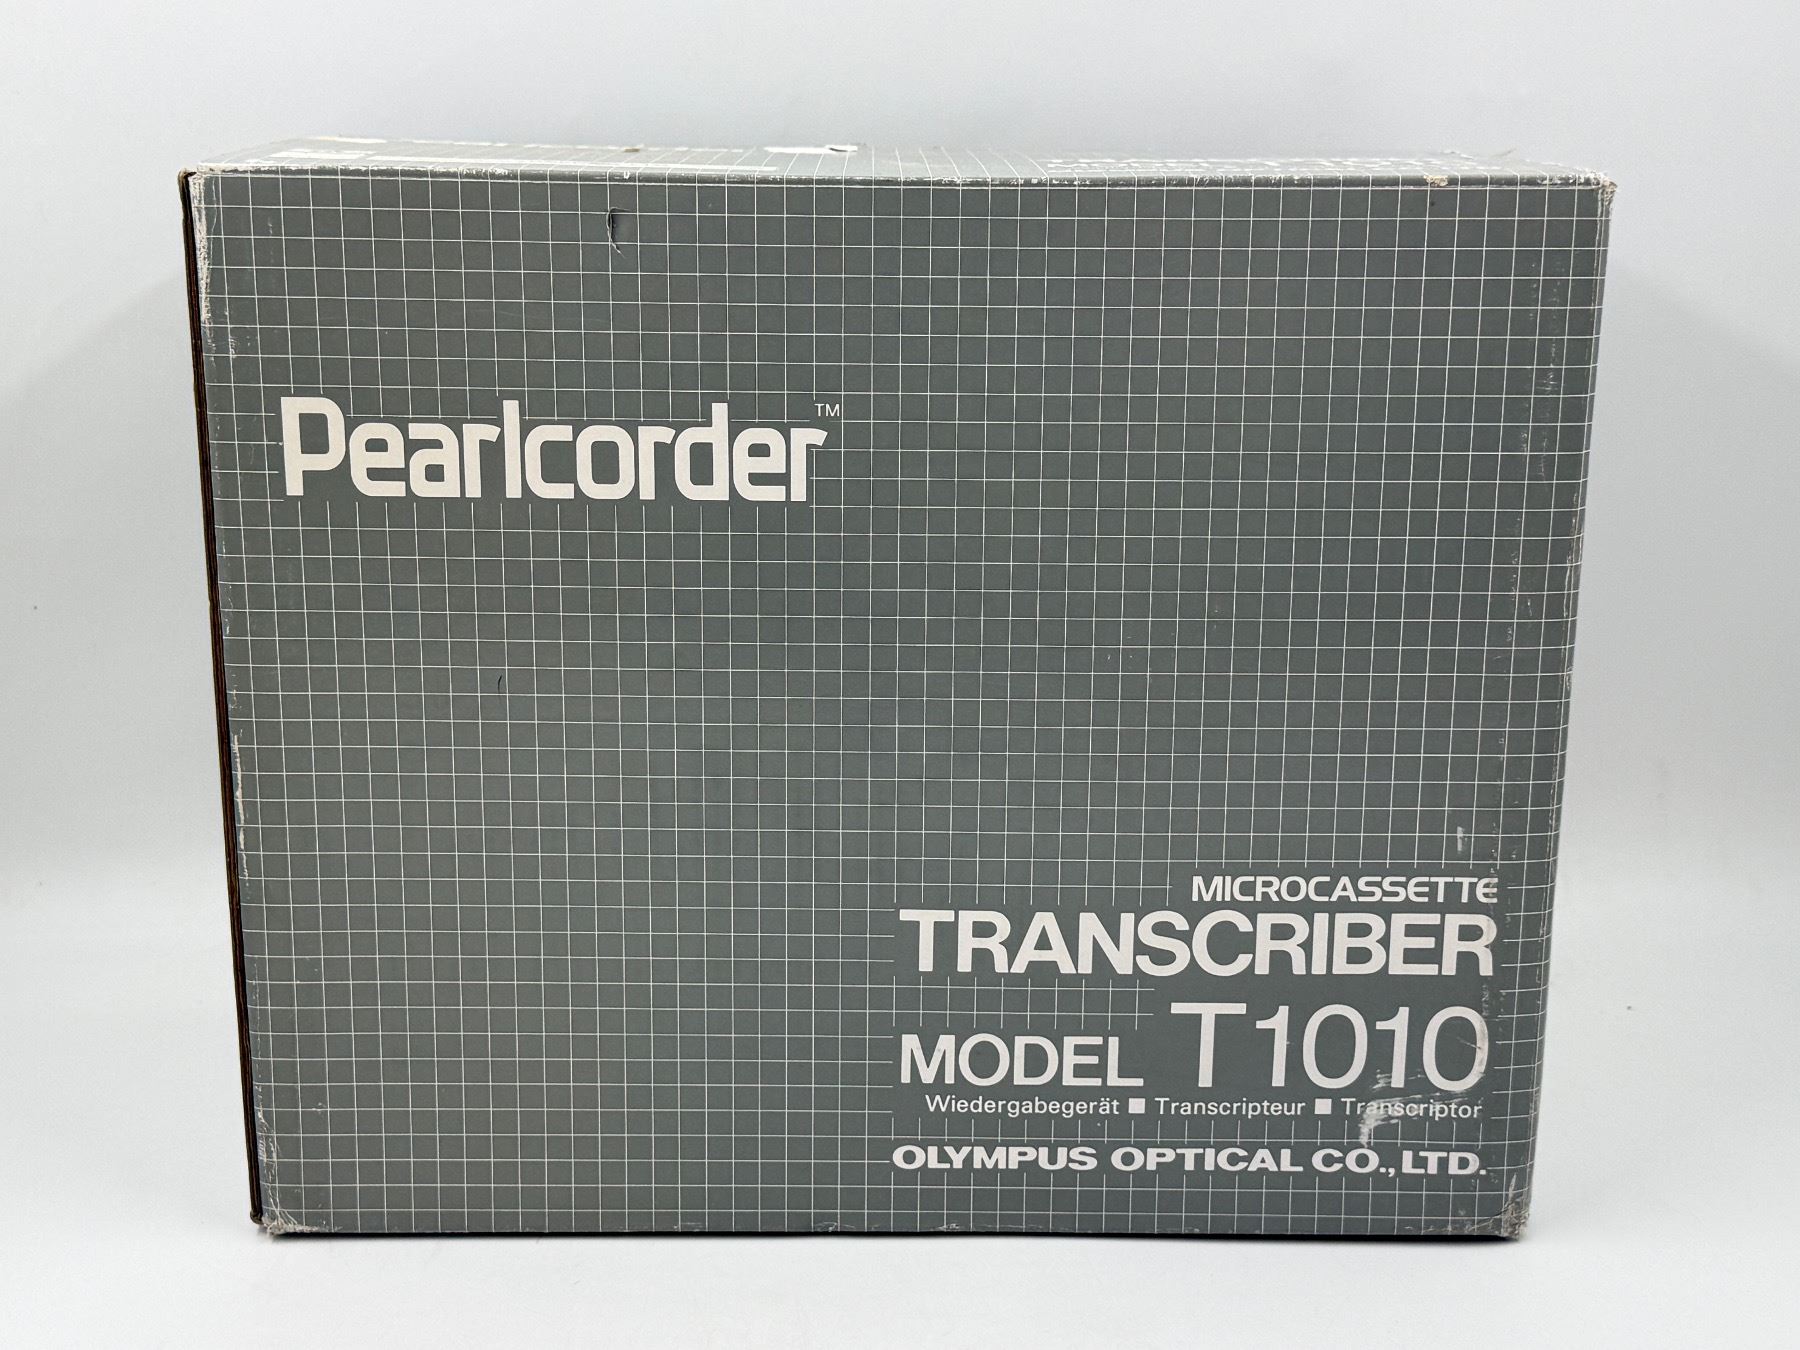 Pearlcorder™
MICROCASSETTE
TRANSCRIBER
MODEL T1010
Wiedergabegerät ■ Transcripteur ■ Transcriptor
OLYMPUS OPTICAL CO., LTD.